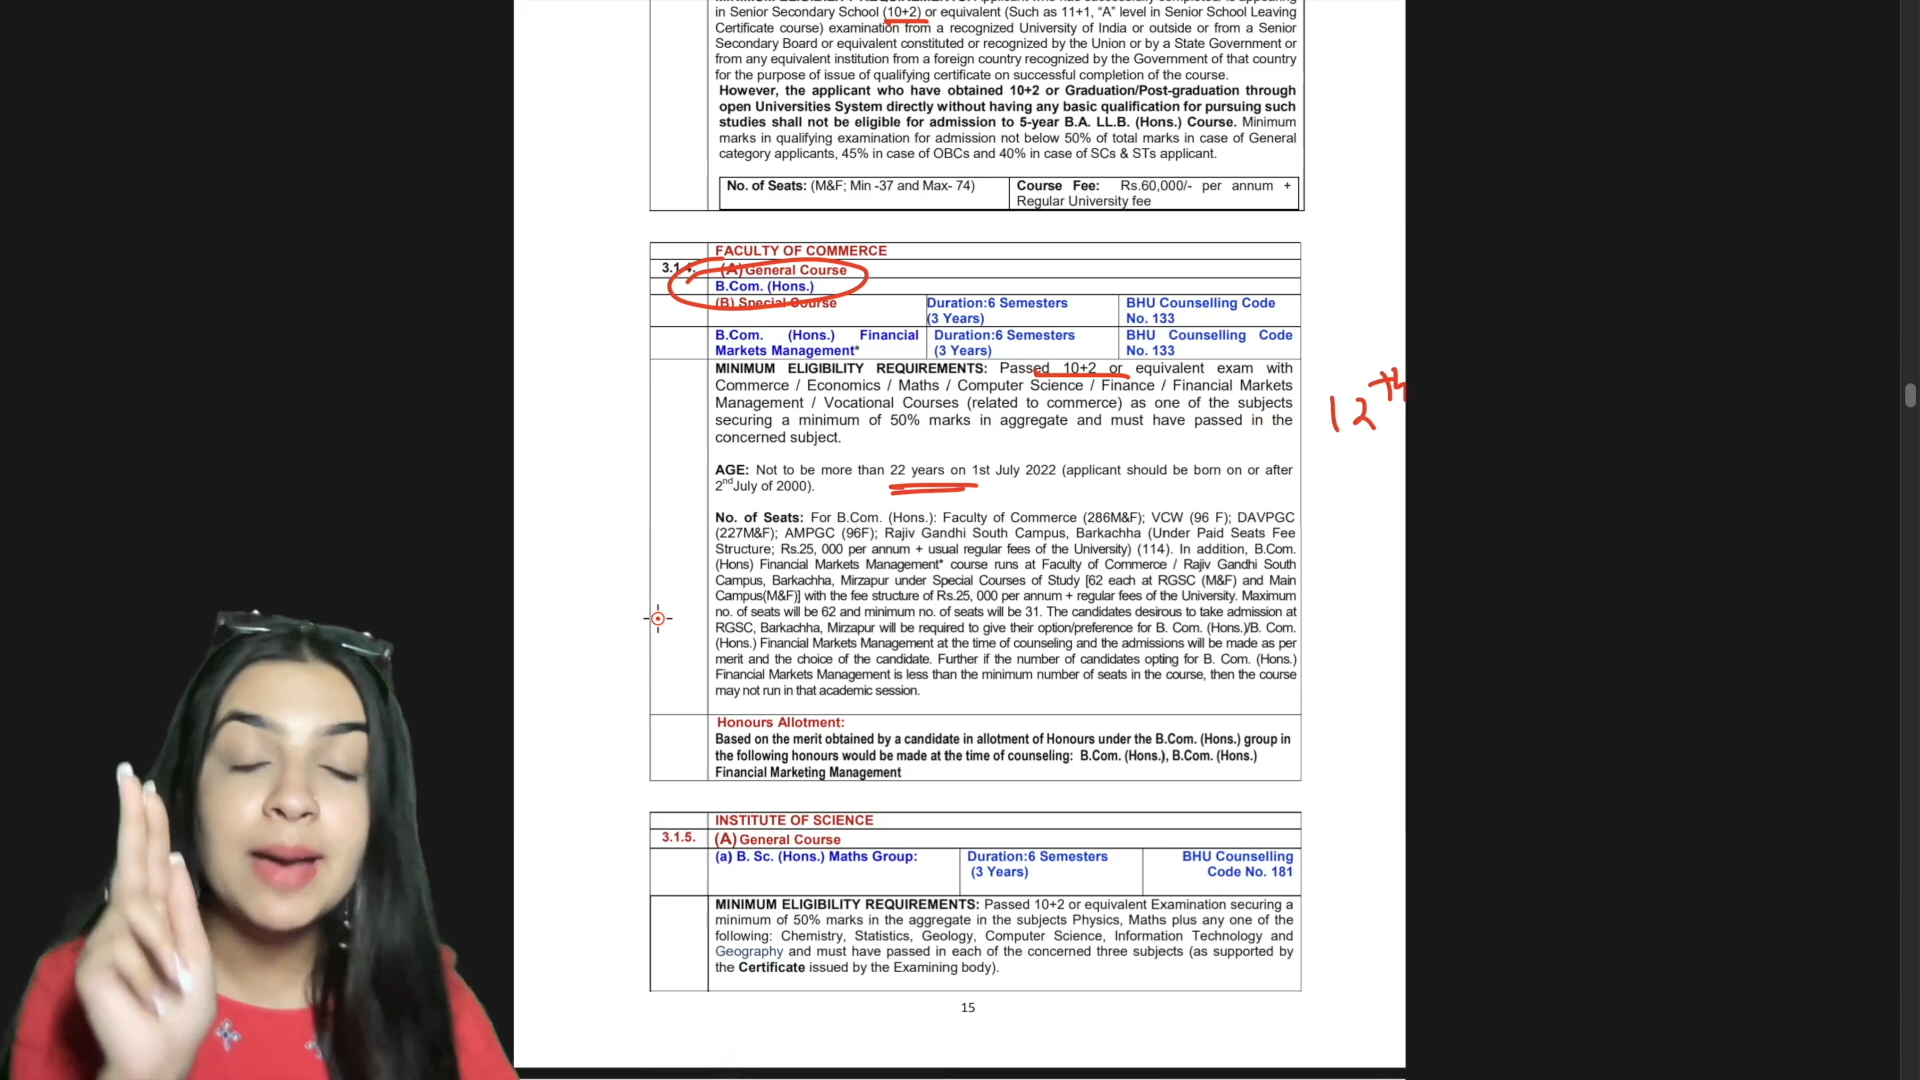 MINIMUM ELIGIBILITY REQUIREMENTS: Applicant who has successfully completed is appearing
in Senior Secondary School (10+2) or equivalent (Such as 11+1, “A” level in Senior School Leaving
Certificate course) examination from a recognized University of India or outside or from a Senior
Secondary Board or equivalent constituted or recognized by the Union or by a State Government or
from any equivalent institution from a foreign country recognized by the Government of that country
for the purpose of issue of qualifying certificate on successful completion of the course.
However, the applicant who have obtained 10+2 or Graduation/Post-graduation through
open Universities System directly without having any basic qualification for pursuing such
studies shall not be eligible for admission to 5-year B.A. LL.B. (Hons.) Course. Minimum
marks in qualifying examination for admission not below 50% of total marks in case of General
category applicants, 45% in case of OBCs and 40% in case of SCs & STs applicant.
No. of Seats: (M&F; Min -37 and Max- 74) Course Fee: Rs.60,000/- per annum +
Regular University fee
FACULTY OF COMMERCE
3.1.4. (A) General Course
B.Com. (Hons.)
(B) Special Course Duration:6 Semesters BHU Counselling Code
(3 Years) No. 133
B.Com. (Hons.) Financial Duration:6 Semesters BHU Counselling Code
Markets Management* (3 Years) No. 133
MINIMUM ELIGIBILITY REQUIREMENTS: Passed 10+2 or equivalent exam with
Commerce / Economics / Maths / Computer Science / Finance / Financial Markets
12th
Management / Vocational Courses (related to commerce) as one of the subjects
securing a minimum of 50% marks in aggregate and must have passed in the
concerned subject.
AGE: Not to be more than 22 years on 1st July 2022 (applicant should be born on or after
2nd July of 2000).
No. of Seats: For B.Com. (Hons.): Faculty of Commerce (286M&F); VCW (96 F); DAVPGC
(227M&F); AMPGC (96F); Rajiv Gandhi South Campus, Barkachha (Under Paid Seats Fee
Structure; Rs.25, 000 per annum + usual regular fees of the University) (114). In addition, B.Com.
(Hons) Financial Markets Management* course runs at Faculty of Commerce / Rajiv Gandhi South
Campus, Barkachha, Mirzapur under Special Courses of Study [62 each at RGSC (M&F) and Main
Campus(M&F)] with the fee structure of Rs.25, 000 per annum + regular fees of the University. Maximum
no. of seats will be 62 and minimum no. of seats will be 31. The candidates desirous to take admission at
RGSC, Barkachha, Mirzapur will be required to give their option/preference for B. Com. (Hons.)/B. Com.
(Hons.) Financial Markets Management at the time of counseling and the admissions will be made as per
merit and the choice of the candidate. Further if the number of candidates opting for B. Com. (Hons.)
Financial Markets Management is less than the minimum number of seats in the course, then the course
may not run in that academic session.
Honours Allotment:
Based on the merit obtained by a candidate in allotment of Honours under the B.Com. (Hons.) group in
the following honours would be made at the time of counseling: B.Com. (Hons.), B.Com. (Hons.)
Financial Marketing Management
INSTITUTE OF SCIENCE
3.1.5. (A) General Course
(a) B. Sc. (Hons.) Maths Group: Duration:6 Semesters BHU Counselling
(3 Years) Code No. 181
MINIMUM ELIGIBILITY REQUIREMENTS: Passed 10+2 or equivalent Examination securing a
minimum of 50% marks in the aggregate in the subjects Physics, Maths plus any one of the
following: Chemistry, Statistics, Geology, Computer Science, Information Technology and
Geography and must have passed in each of the concerned three subjects (as supported by
the Certificate issued by the Examining body).
15